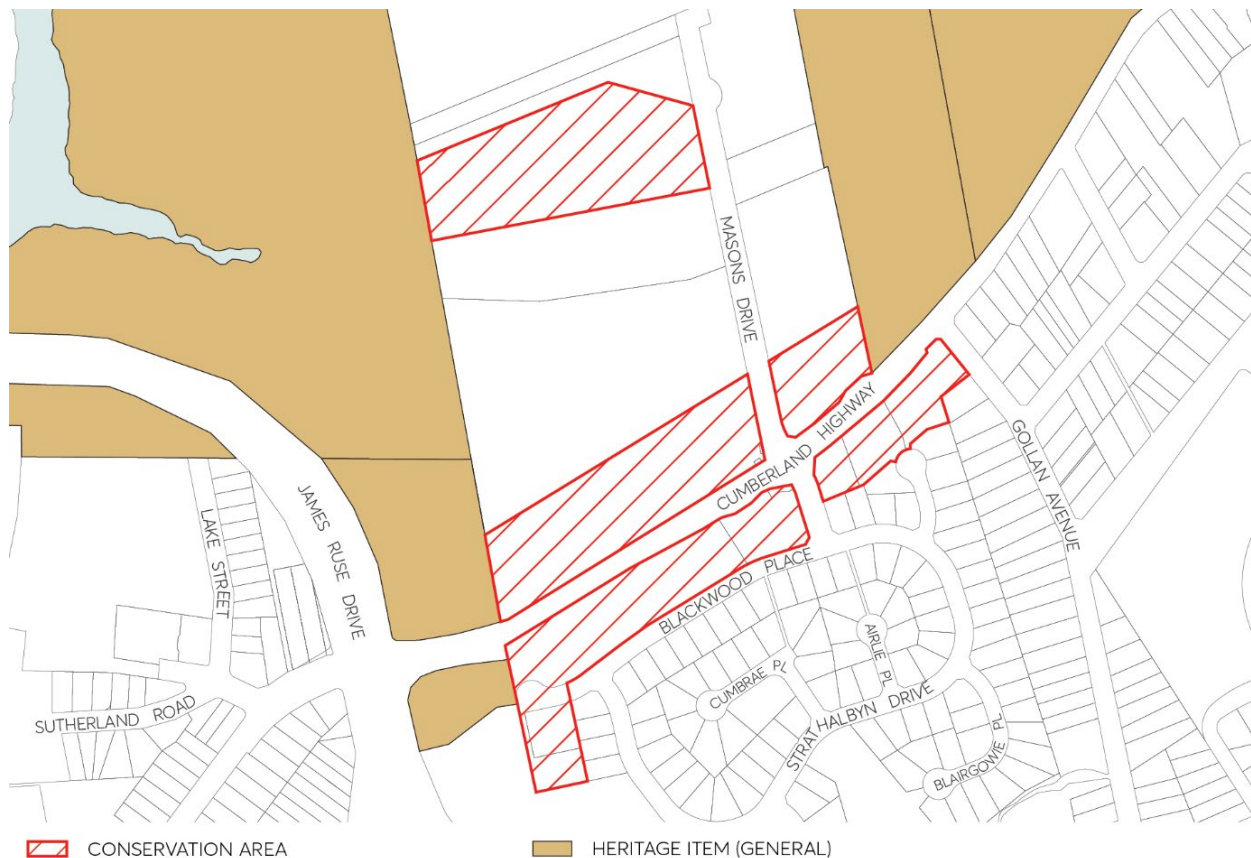 MASONS DRIVE
CUMBERLAND HIGHWAY
GOLLAN AVENUE
JAMES RUSE DRIVE
LAKE STREET
BLACKWOOD PLACE
AIRLIE PL
CUMBRAE PL
SUTHERLAND ROAD
STRAT HALBYN DRIVE
BLAIRGOWIE PL
CONSERVATION AREA
HERITAGE ITEM (GENERAL)